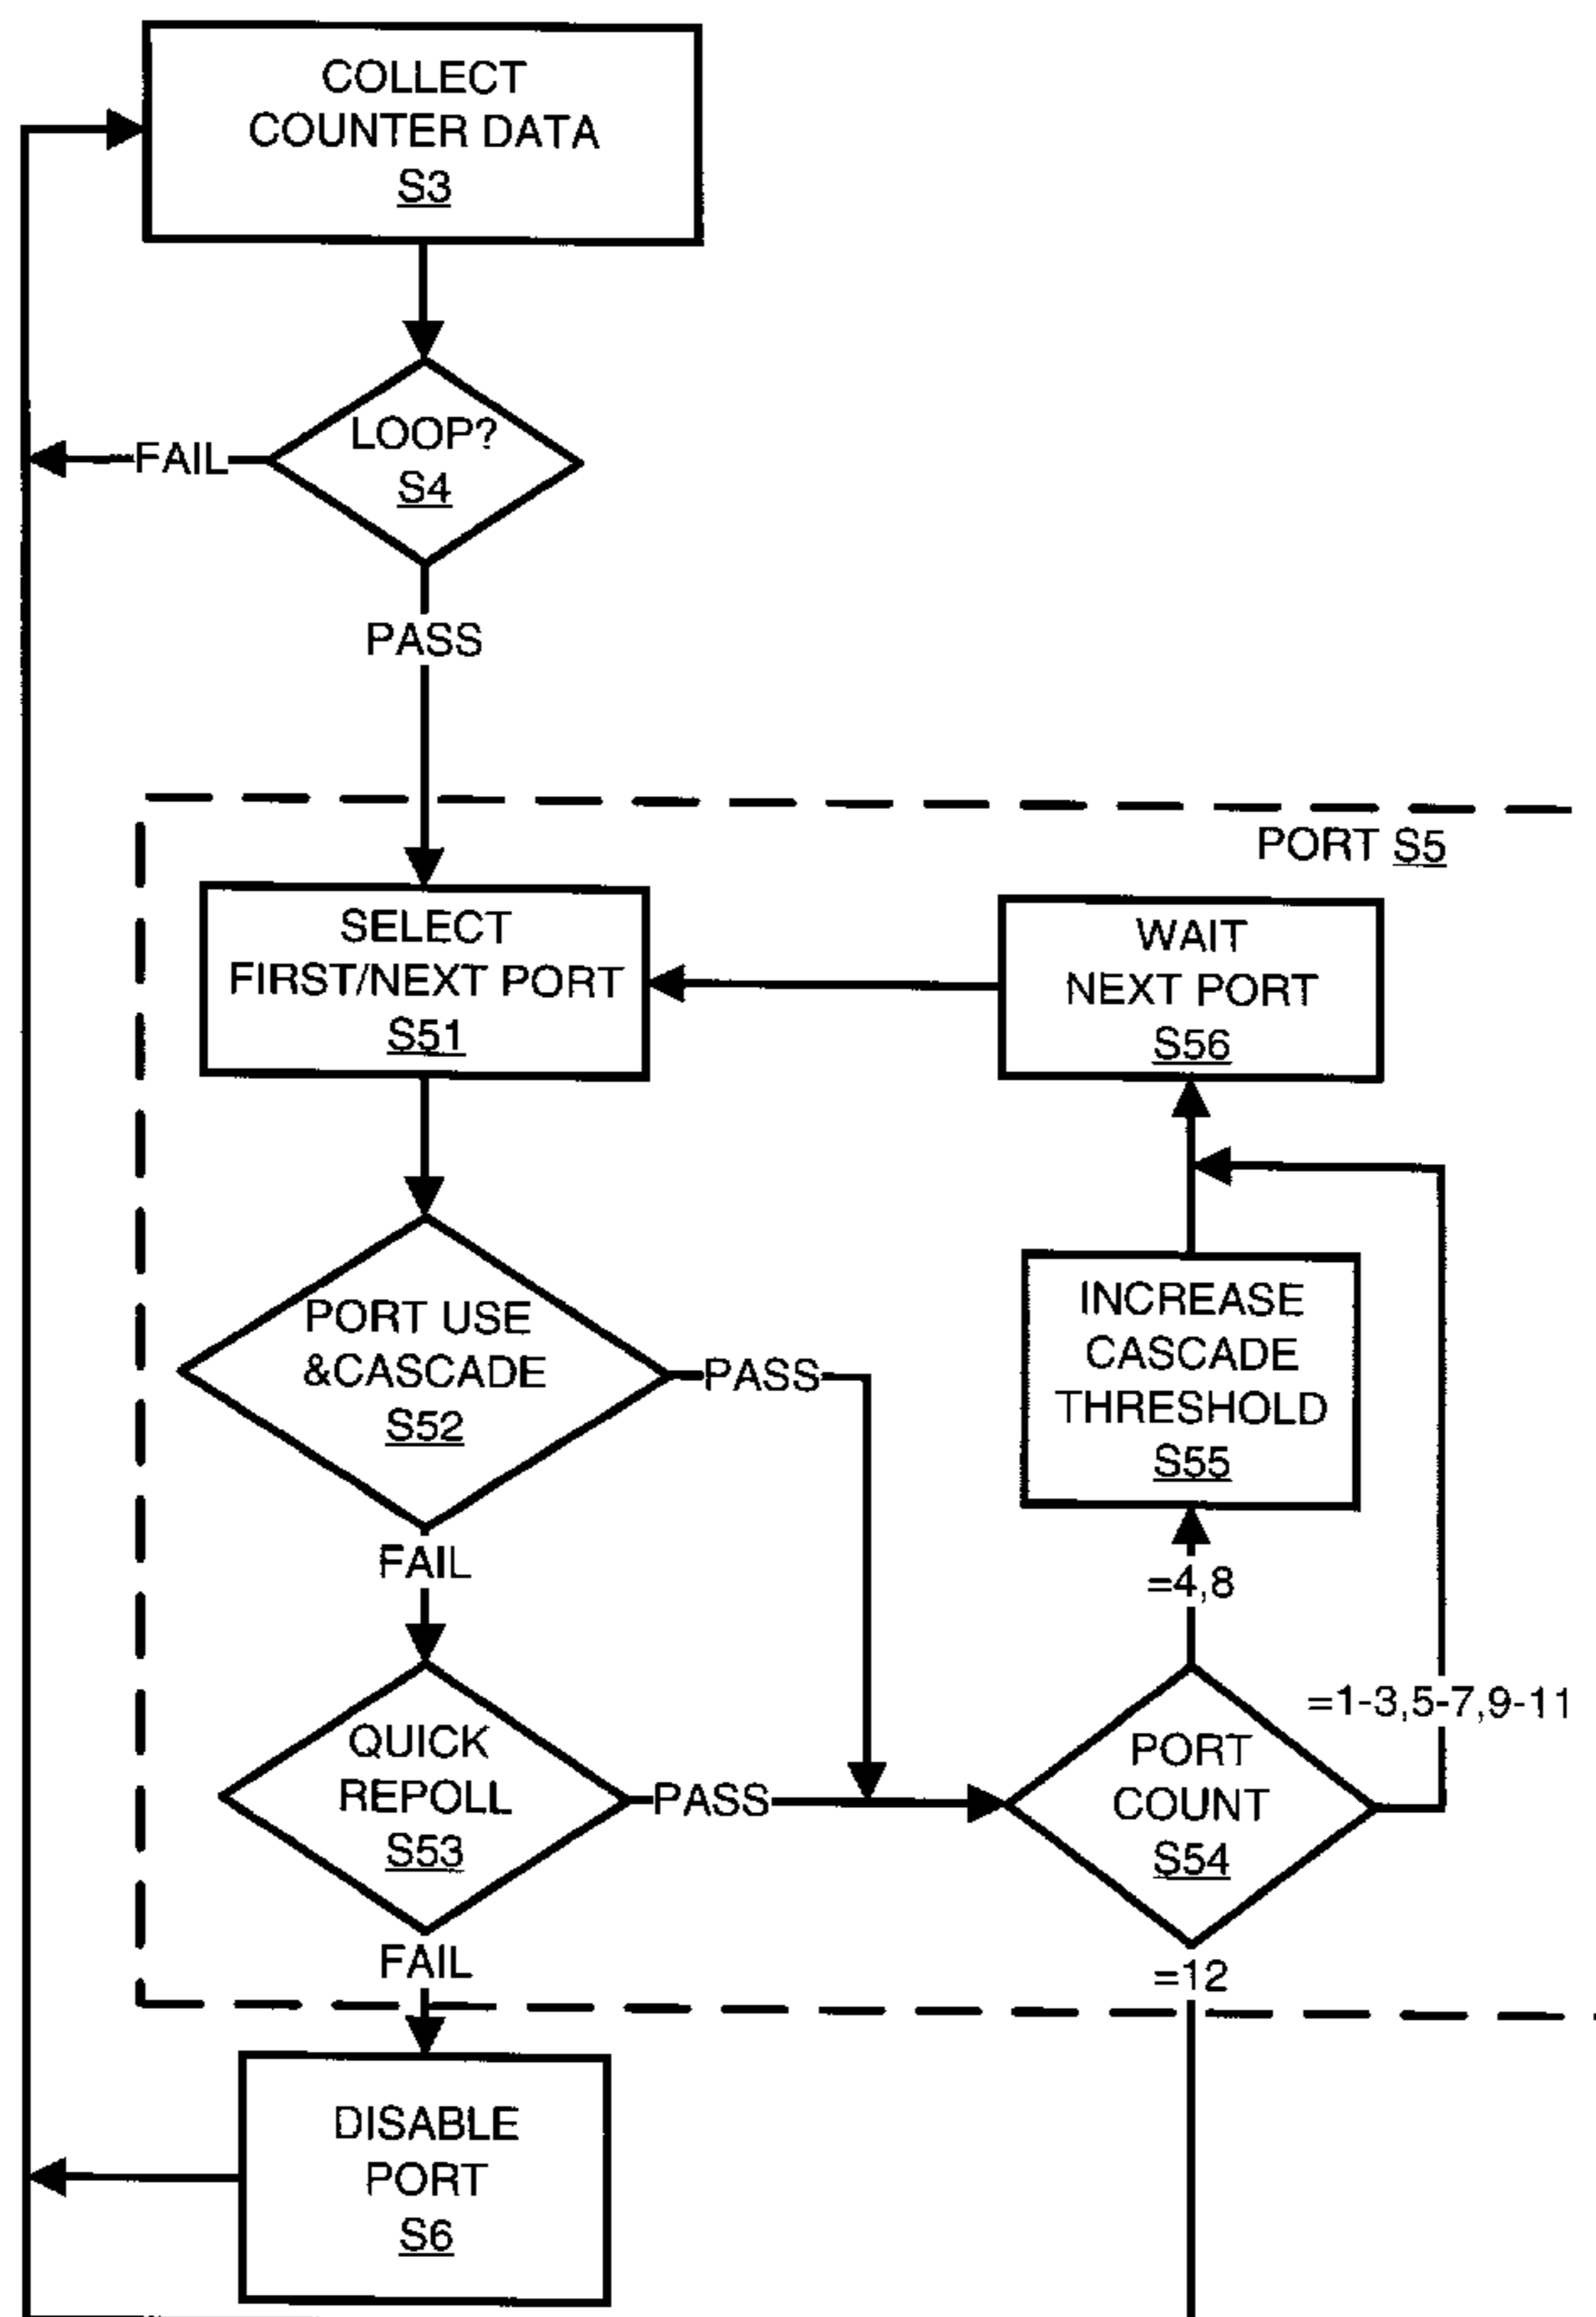 COLLECT
COUNTER DATA
S3
LOOP?
S4
FAIL
PASS
PORT S5
SELECT
FIRST/NEXT PORT
S51
WAIT
NEXT PORT
S56
PORT USE
&CASCADE
S52
PASS
INCREASE
CASCADE
THRESHOLD
S55
FAIL
=4,8
=1-3,5-7,9-11
QUICK
REPOLL
S53
PASS
PORT
COUNT
S54
FAIL
=12
DISABLE
PORT
S6